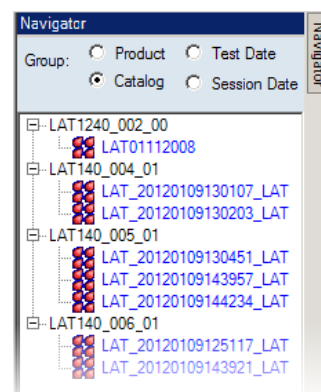 Navigator
Group: Product Test Date
Catalog Session Date
Navigator
LAT1240_002_00
LAT01112008
LAT140_004_01
LAT_20120109130107_LAT
LAT_20120109130203_LAT
LAT140_005_01
LAT_20120109130451_LAT
LAT_20120109143957_LAT
LAT_20120109144234_LAT
LAT140_006_01
LAT_20120109125117_LAT
LAT_20120109143921_LAT